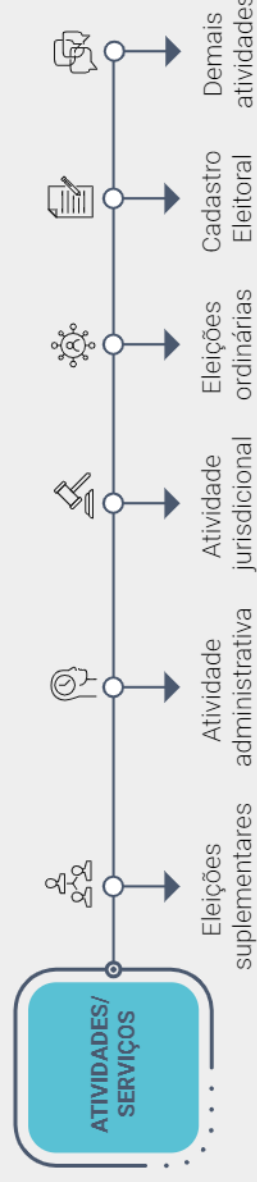 ATIVIDADES/
SERVIÇOS
Eleições
suplementares
Atividade
administrativa
Atividade
jurisdicional
Eleições
ordinárias
Cadastro
Eleitoral
Demais
atividades